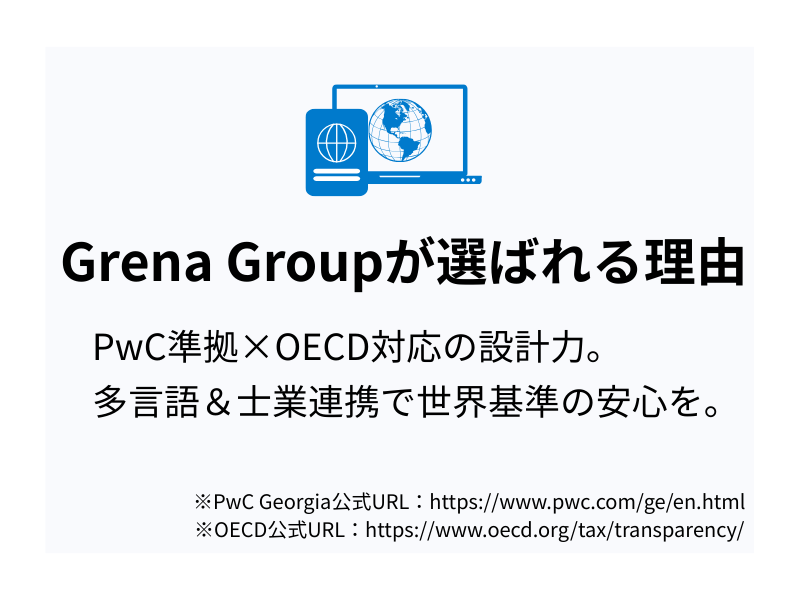 Grena Groupが選ばれる理由
PwC準拠×OECD対応の設計力。
多言語＆士業連携で世界基準の安心を。
※PwC Georgia公式URL：https://www.pwc.com/ge/en.html
※OECD公式URL：https://www.oecd.org/tax/transparency/